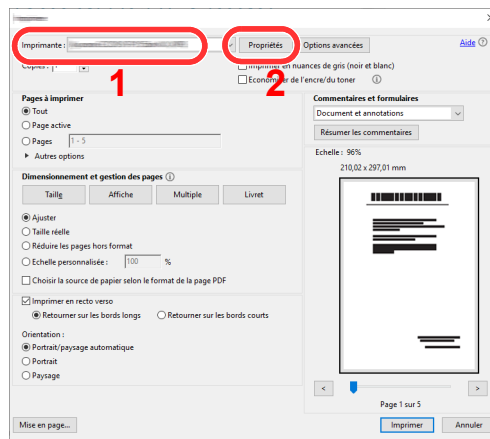 Imprimante :
Propriétés
Options avancées
Aide
Copies :
Imprimer en nuances de gris (noir et blanc)
1
2
Economiser de l'encre/du toner
Pages à imprimer
Tout
Page active
Pages
1 - 5
Autres options
Commentaires et formulaires
Document et annotations
Résumer les commentaires
Echelle : 96%
210,02 x 297,01 mm
Dimensionnement et gestion des pages
Taille
Affiche
Multiple
Livret
Ajuster
Taille réelle
Réduire les pages hors format
Echelle personnalisée :
100
%
Choisir la source de papier selon le format de la page PDF
Imprimer en recto verso
Retourner sur les bords longs
Retourner sur les bords courts
Orientation :
Portrait/paysage automatique
Portrait
Paysage
<
>
Page 1 sur 5
Mise en page...
Imprimer
Annuler